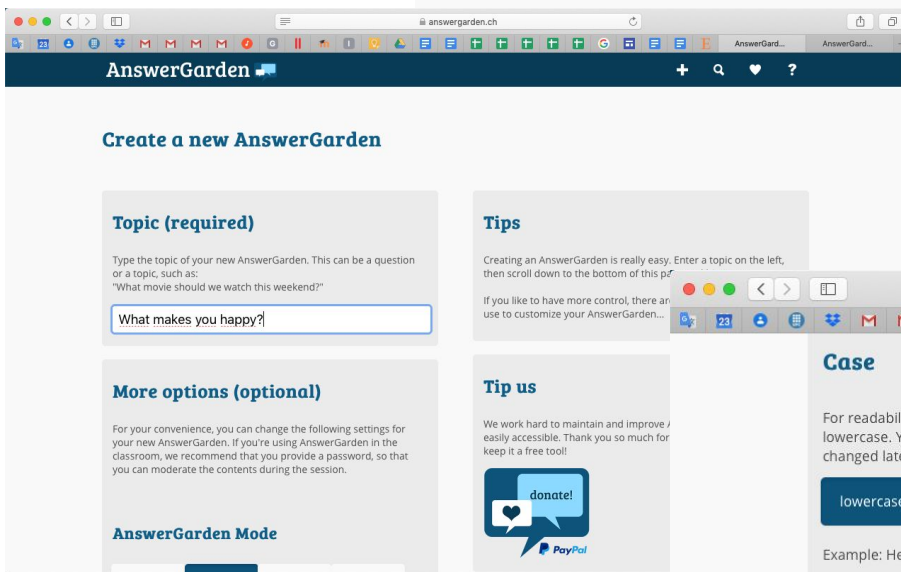 answergarden.ch
AnswerGard...
AnswerGard...
AnswerGarden
Create a new AnswerGarden
Topic (required)
Type the topic of your new AnswerGarden. This can be a question
or a topic, such as:
"What movie should we watch this weekend?"
What makes you happy?
More options (optional)
For your convenience, you can change the following settings for
your new AnswerGarden. If you're using AnswerGarden in the
classroom, we recommend that you provide a password, so that
you can moderate the contents during the session.
AnswerGarden Mode
Tips
Creating an AnswerGarden is really easy. Enter a topic on the left,
then scroll down to the bottom of this
If you like to have more control, there
use to customize your AnswerGarden...
Tip us
We work hard to maintain and improve
easily accessible. Thank you so much for
keep it a free tool!
donate!
PayPal
23
Case
For
lowercase.
changed
lowercase
Example: